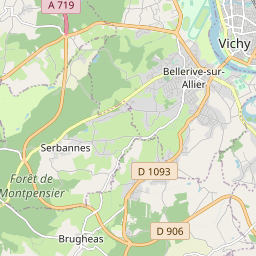 A 719
Vichy
Bellerive-sur-
Allier
Serbannes
D 1093
Forêt de
Montpensier
D 906
Brugheas